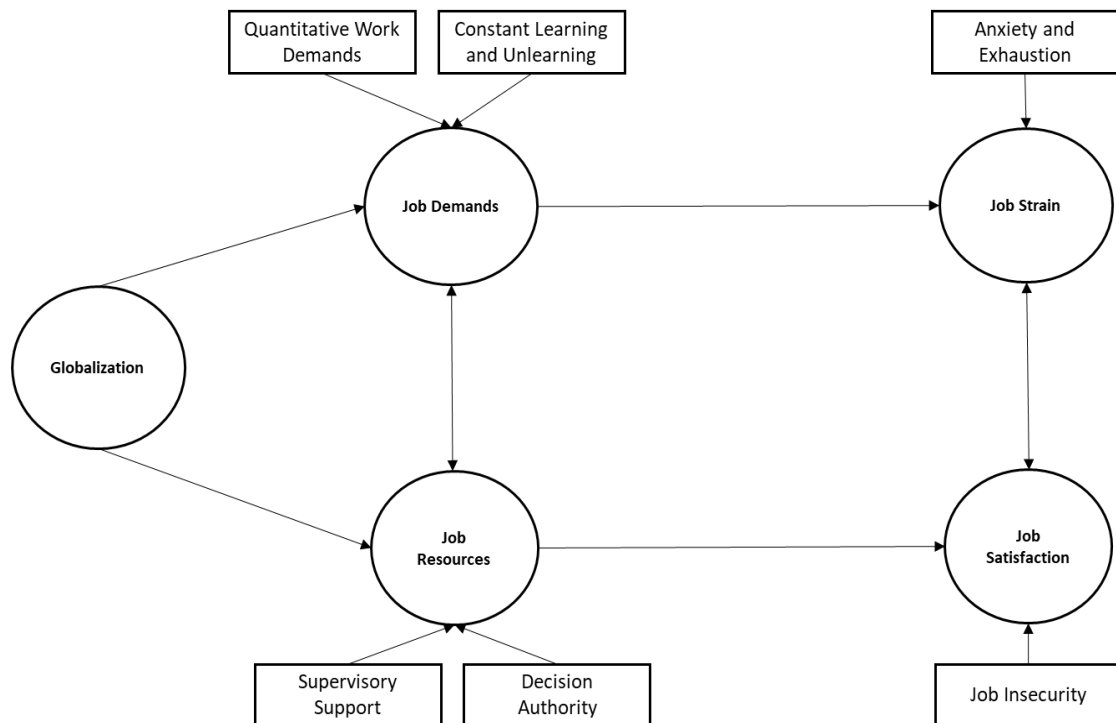 Quantitative Work
Demands
Constant Learning
and Unlearning
Anxiety and
Exhaustion
Job Demands
Job Strain
Globalization
Job
Resources
Job
Satisfaction
Supervisory
Support
Decision
Authority
Job Insecurity